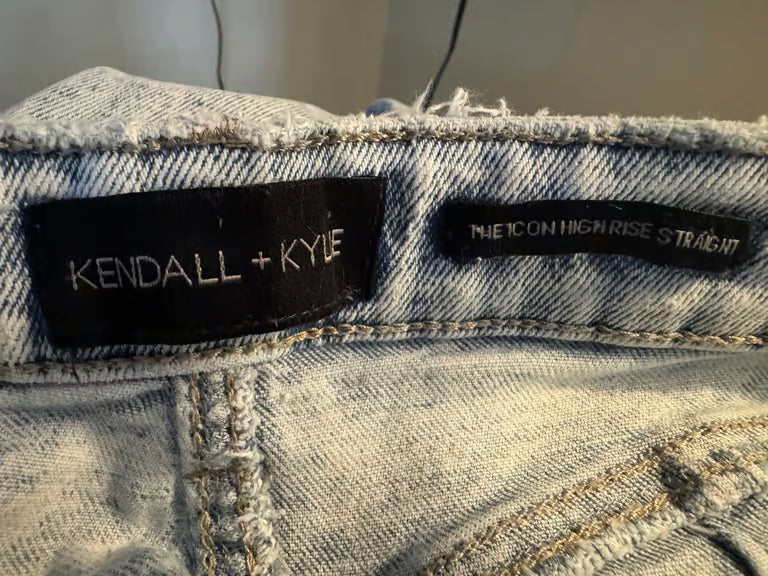 KENDALL + KYLIE
THE ICON HIGH RISE STRAIGHT